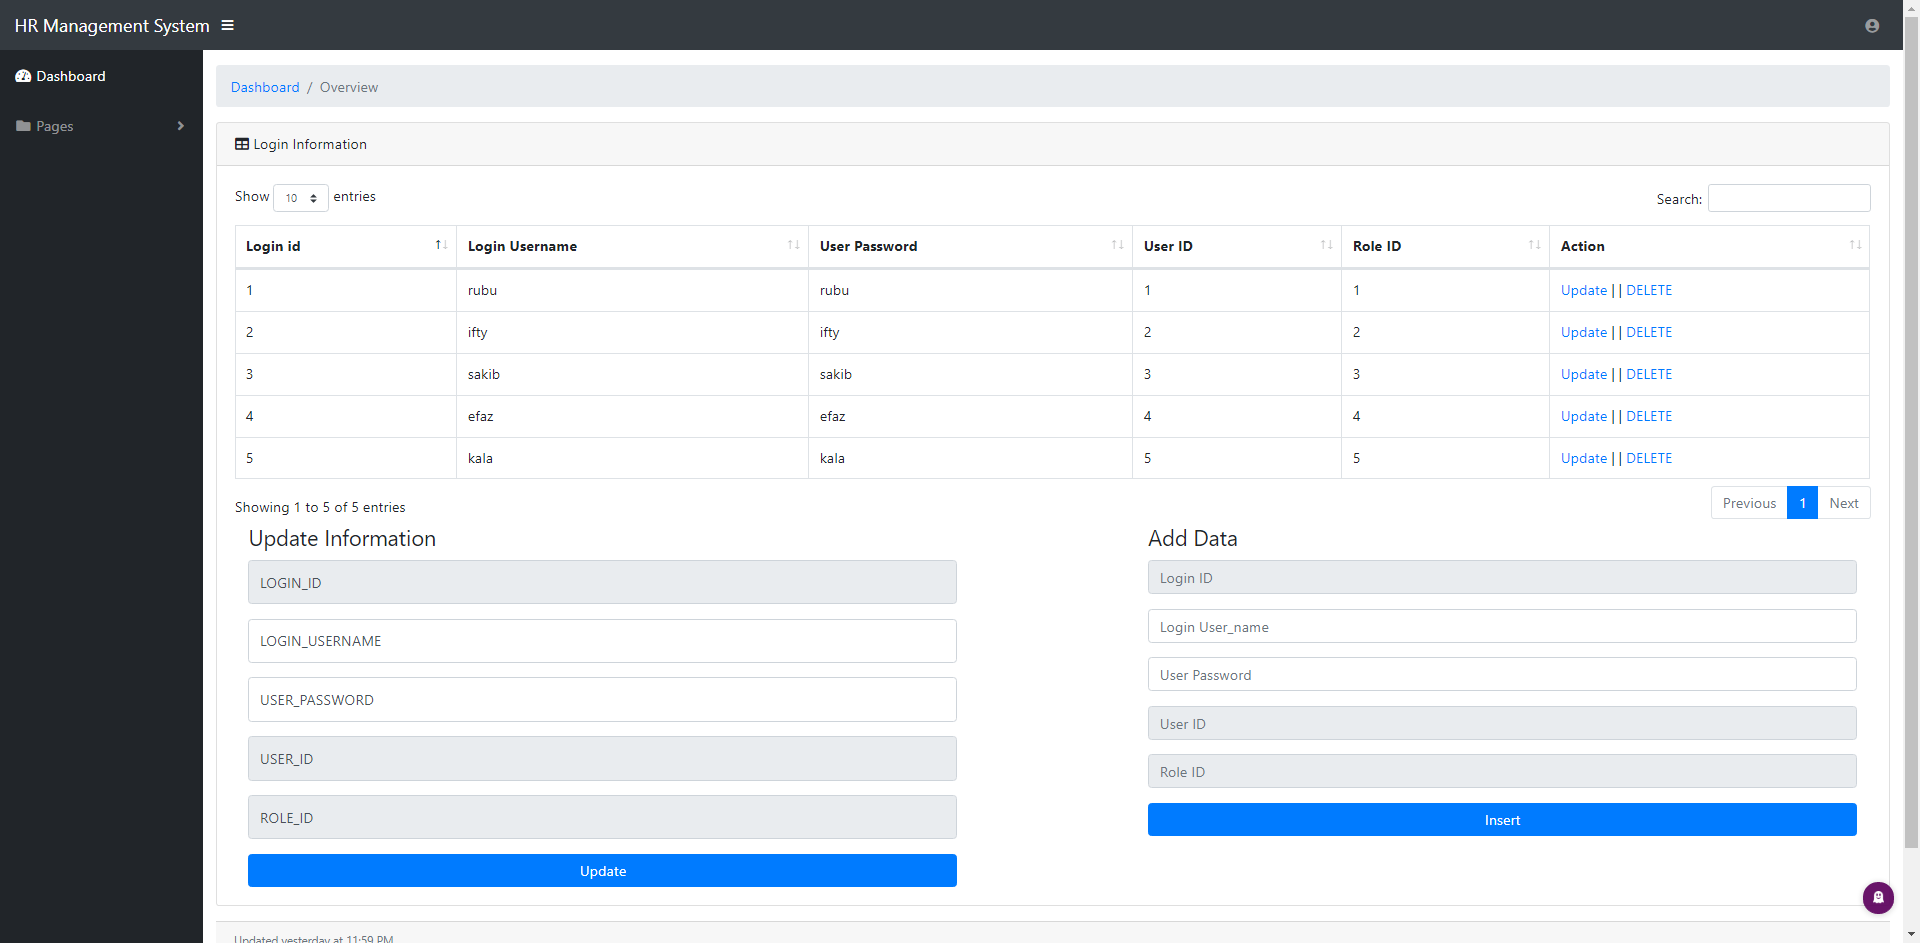 HR Management System
Dashboard
Pages
Dashboard / Overview
Login Information
Show 10 entries
Search:
Login id Login Username User Password User ID Role ID Action
1 rubu rubu 1 1 Update || DELETE
2 ifty ifty 2 2 Update || DELETE
3 sakib sakib 3 3 Update || DELETE
4 efaz efaz 4 4 Update || DELETE
5 kala kala 5 5 Update || DELETE
Showing 1 to 5 of 5 entries
Previous 1 Next
Update Information
LOGIN_ID
LOGIN_USERNAME
USER_PASSWORD
USER_ID
ROLE_ID
Update
Add Data
Login ID
Login User_name
User Password
User ID
Role ID
Insert
Updated yesterday at 11:59 PM